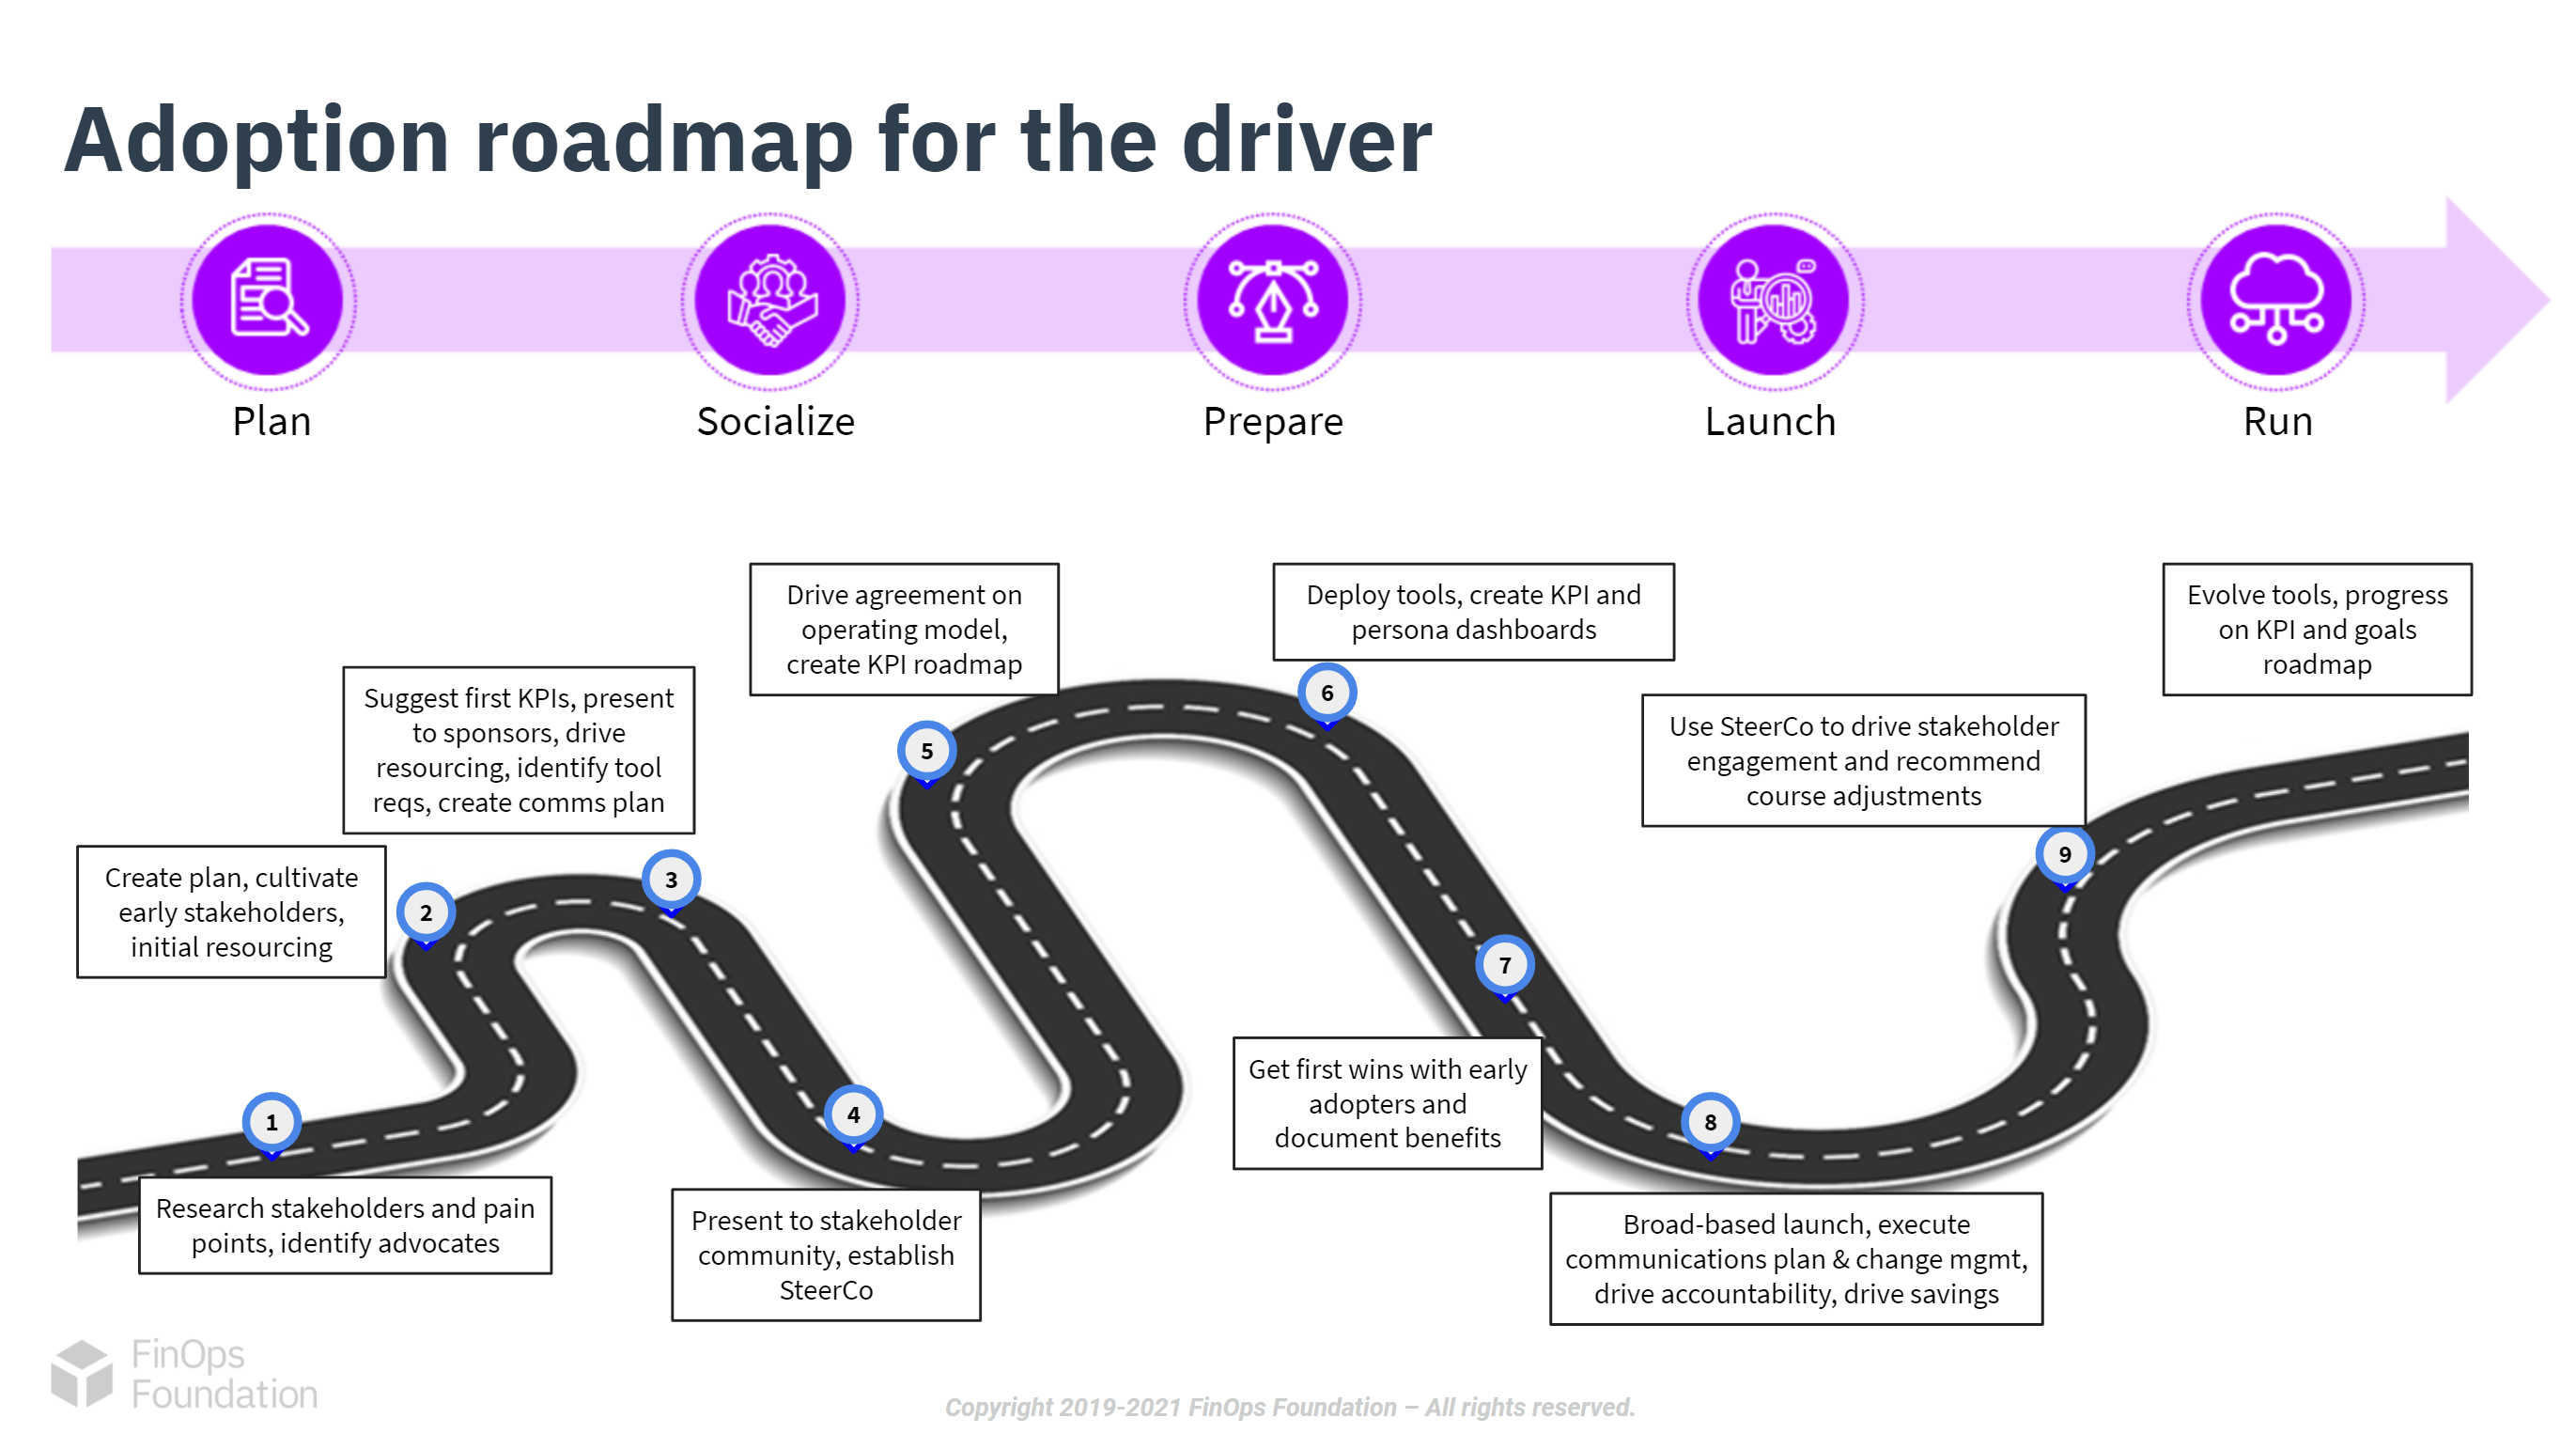 Adoption roadmap for the driver
Plan
Socialize
Prepare
Launch
Run
1
Research stakeholders and pain
points, identify advocates
2
Create plan, cultivate
early stakeholders,
initial resourcing
3
Suggest first KPIs, present
to sponsors, drive
resourcing, identify tool
reqs, create comms plan
4
Present to stakeholder
community, establish
SteerCo
5
Drive agreement on
operating model,
create KPI roadmap
6
Deploy tools, create KPI and
persona dashboards
7
Get first wins with early
adopters and
document benefits
8
Broad-based launch, execute
communications plan & change mgmt,
drive accountability, drive savings
9
Use SteerCo to drive stakeholder
engagement and recommend
course adjustments
Evolve tools, progress
on KPI and goals
roadmap
FinOps
Foundation
Copyright 2019-2021 FinOps Foundation – All rights reserved.